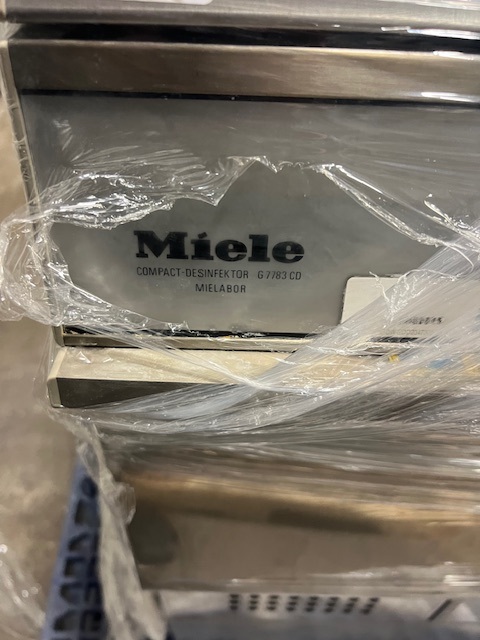 Miele
COMPACT-DESINFEKTOR G 7783 CD
MIELABOR